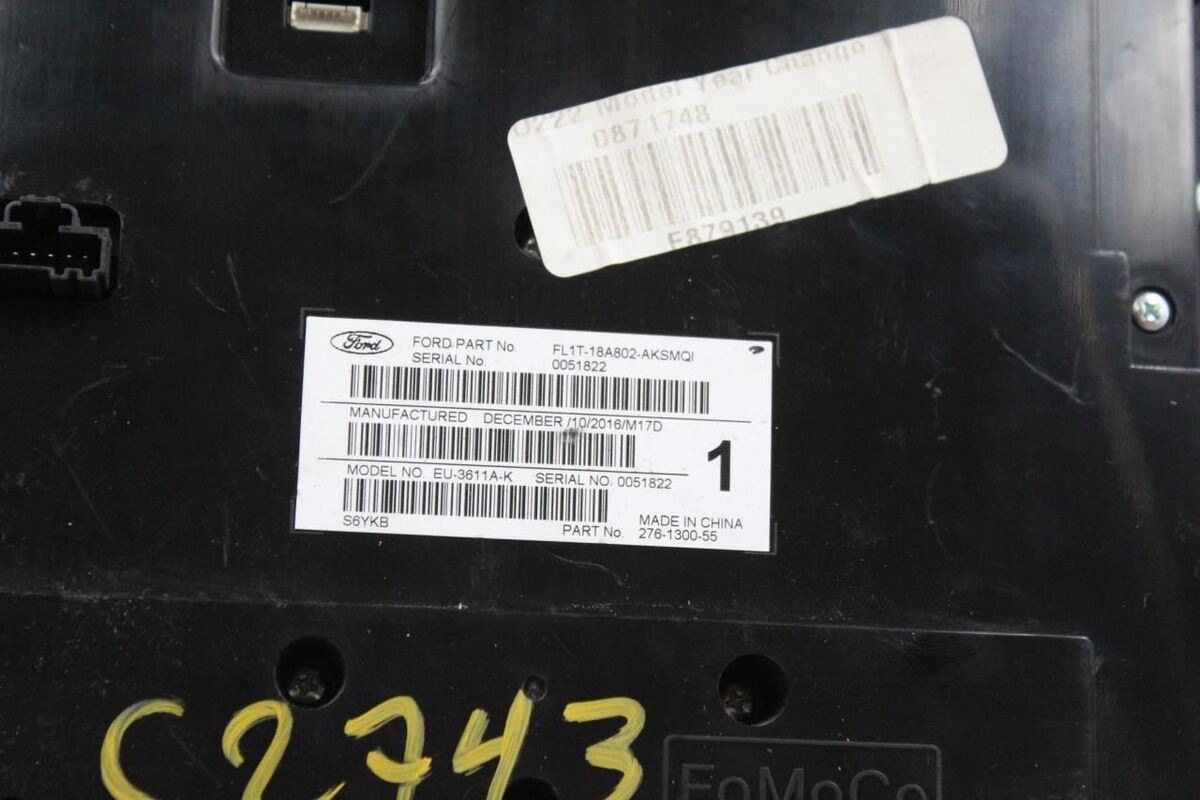 U222 Model Year Change
0871748
E879139
Ford
FORD PART No. FL1T-18A802-AKSMQI
SERIAL No. 0051822
MANUFACTURED DECEMBER /10/2016/M17D
1
MODEL NO. EU-3611A-K SERIAL NO. 0051822
S6YKB
MADE IN CHINA
PART No. 276-1300-55
C2743
FoMoCo